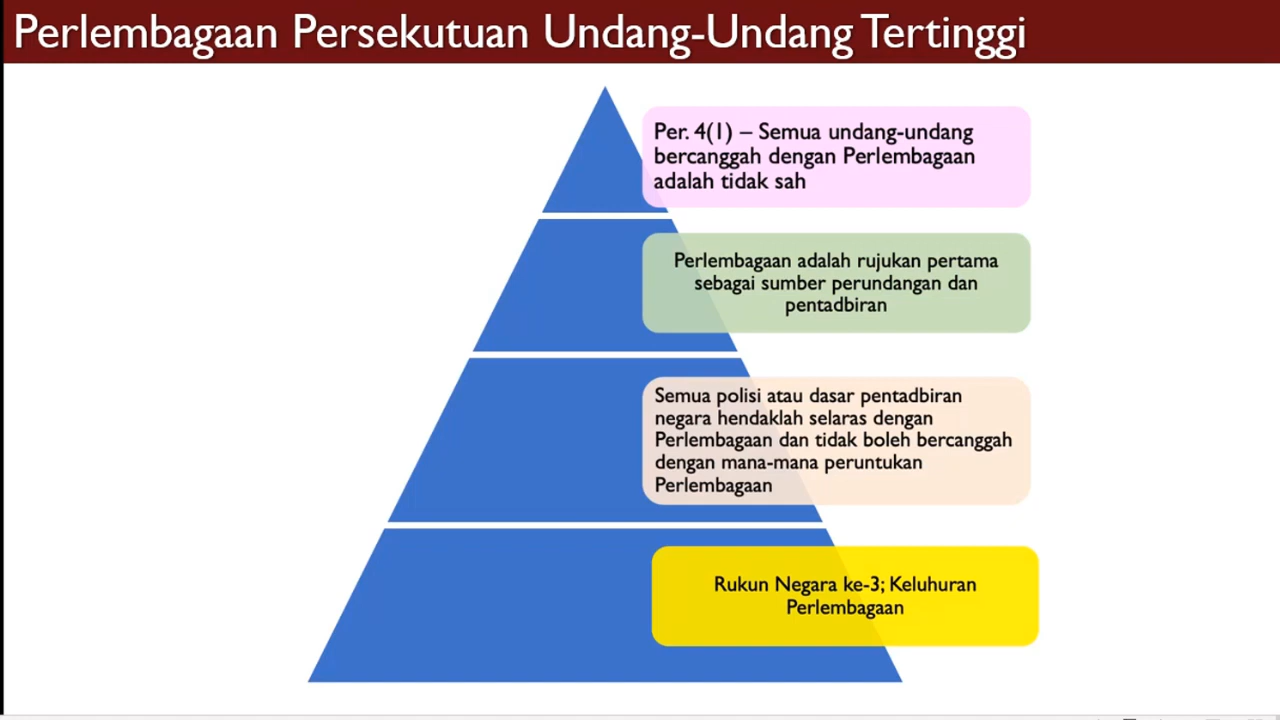 Perlembagaan Persekutuan Undang-Undang Tertinggi
Per. 4(1) – Semua undang-undang
bercanggah dengan Perlembagaan
adalah tidak sah
Perlembagaan adalah rujukan pertama
sebagai sumber perundangan dan
pentadbiran
Semua polisi atau dasar pentadbiran
negara hendaklah selaras dengan
Perlembagaan dan tidak boleh bercanggah
dengan mana-mana peruntukan
Perlembagaan
Rukun Negara ke-3; Keluhuran
Perlembagaan